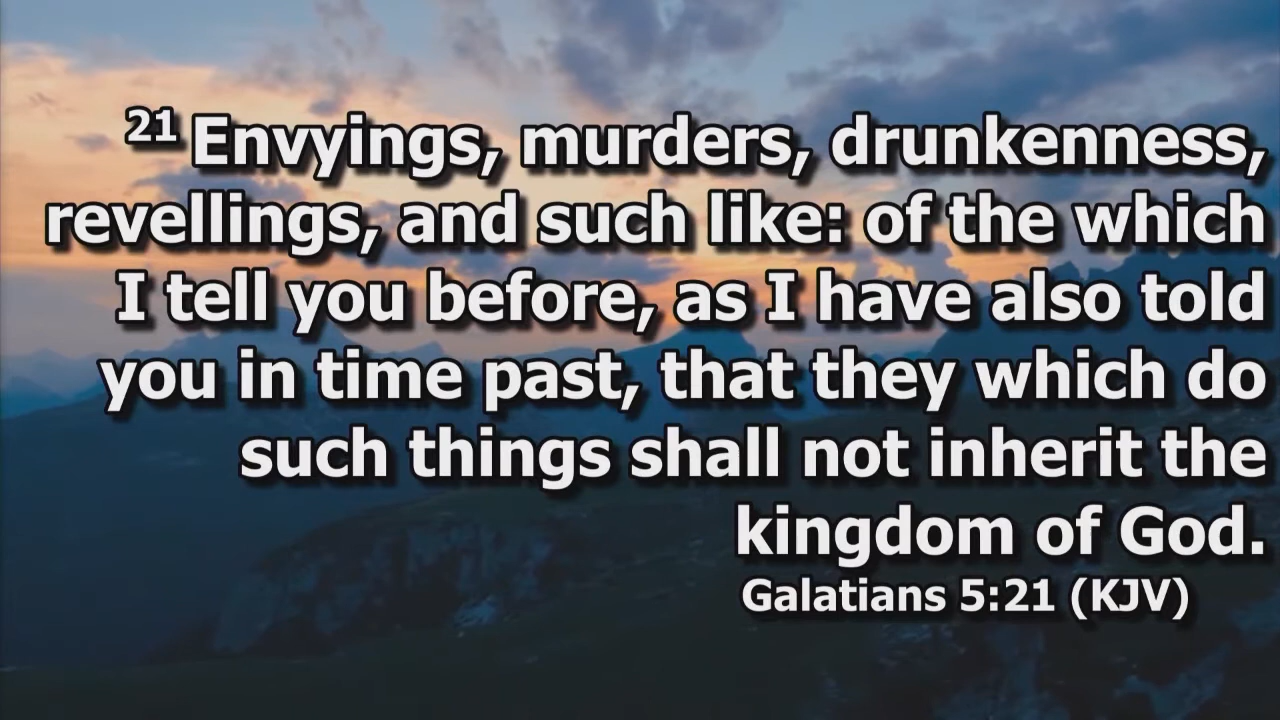 21 Envyings, murders, drunkenness,
revellings, and such like: of the which
I tell you before, as I have also told
you in time past, that they which do
such things shall not inherit the
kingdom of God.
Galatians 5:21 (KJV)